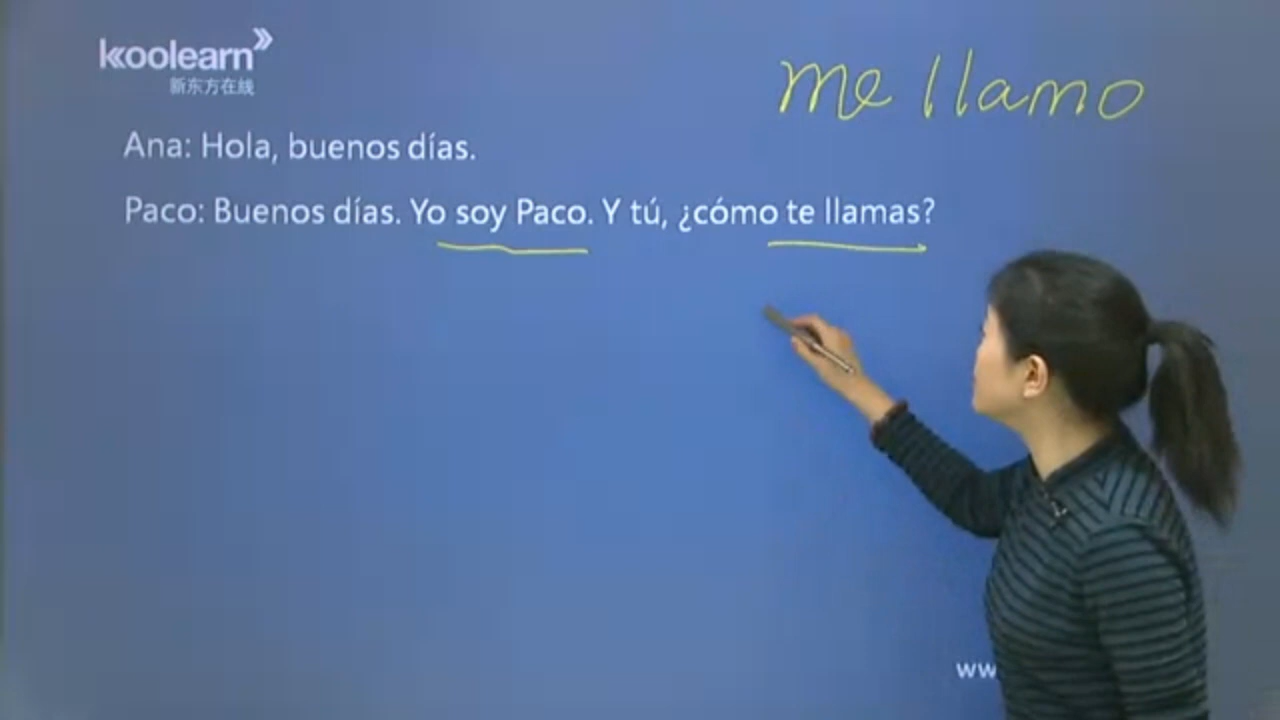 koolearn
新东方在线
me llamo
Ana: Hola, buenos días.
Paco: Buenos días. Yo soy Paco. Y tú, ¿cómo te llamas?
ww